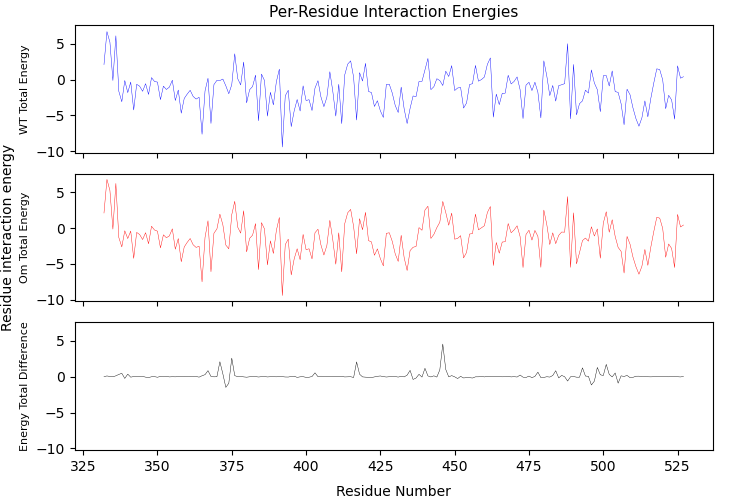 Per-Residue Interaction Energies
Residue interaction energy
WT Total Energy
5
0
−5
−10
Om Total Energy
5
0
−5
−10
Energy Total Difference
5
0
−5
−10
325 350 375 400 425 450 475 500 525
Residue Number